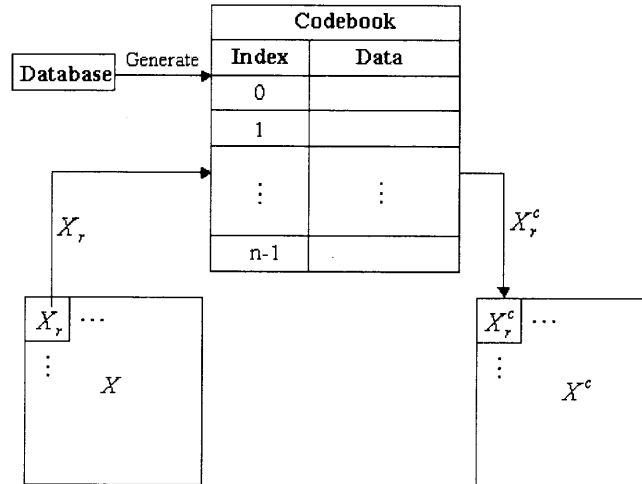 Codebook
Index Data
Database Generate
0
1
⋮ ⋮
n-1
X_r
X_r^c
X_r ⋯
⋮
X
X_r^c ⋯
⋮
X^c